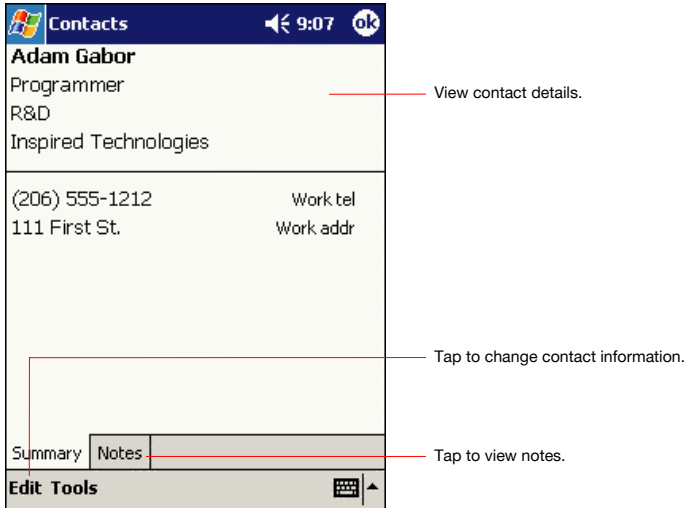 Contacts 9:07 ok
Adam Gabor
Programmer
R&D
Inspired Technologies
View contact details.
(206) 555-1212 Work tel
111 First St. Work addr
Tap to change contact information.
Summary Notes
Tap to view notes.
Edit Tools